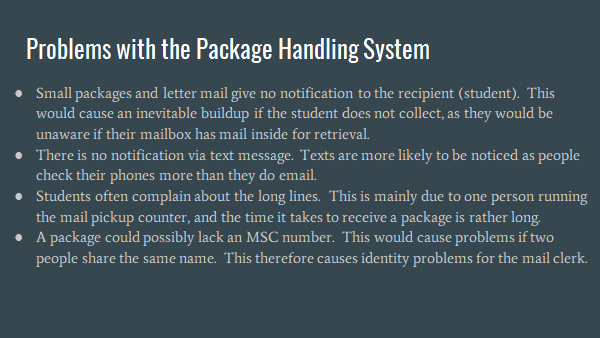 Problems with the Package Handling System
● Small packages and letter mail give no notification to the recipient (student).  This
would cause an inevitable buildup if the student does not collect, as they would be
unaware if their mailbox has mail inside for retrieval.
● There is no notification via text message.  Texts are more likely to be noticed as people
check their phones more than they do email.
● Students often complain about the long lines.  This is mainly due to one person running
the mail pickup counter, and the time it takes to receive a package is rather long.
● A package could possibly lack an MSC number.  This would cause problems if two
people share the same name.  This therefore causes identity problems for the mail clerk.